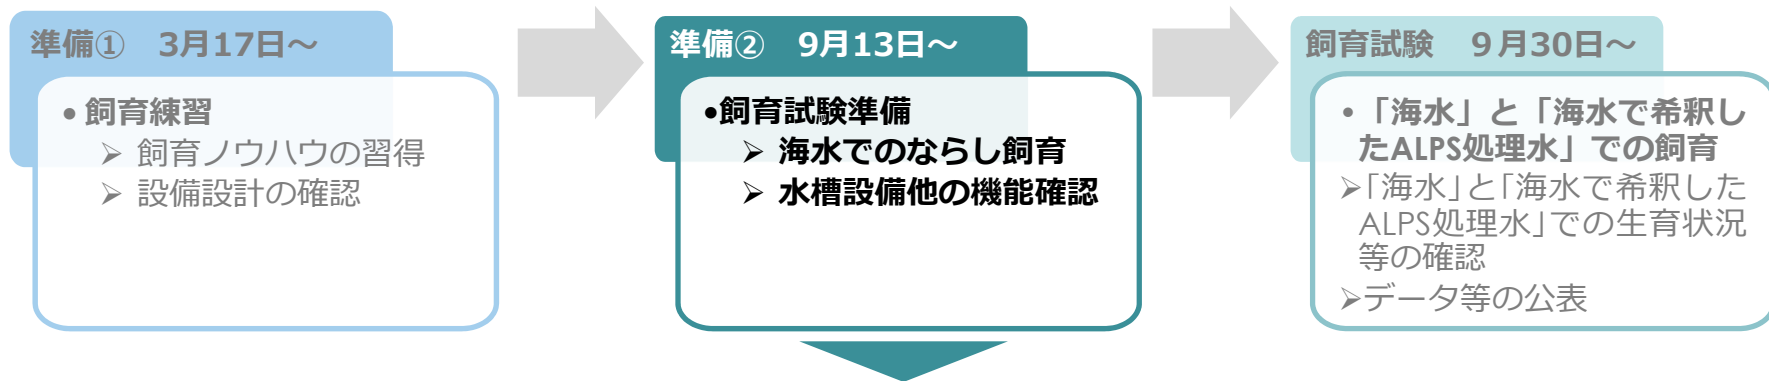 準備①　3月17日～
• 飼育練習
➢ 飼育ノウハウの習得
➢ 設備設計の確認
準備②　9月13日～
•飼育試験準備
➢ 海水でのならし飼育
➢ 水槽設備他の機能確認
飼育試験　９月30日～
• 「海水」と「海水で希釈し
たALPS処理水」での飼育
➢「海水」と「海水で希釈した
ALPS処理水」での生育状況
等の確認
➢データ等の公表